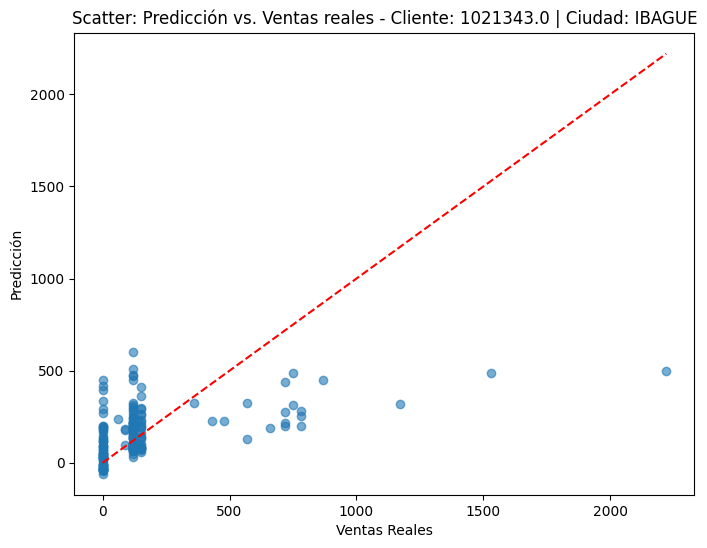 Scatter: Predicción vs. Ventas reales - Cliente: 1021343.0 | Ciudad: IBAGUE
2000
1500
1000
500
0
Predicción
0 500 1000 1500 2000
Ventas Reales